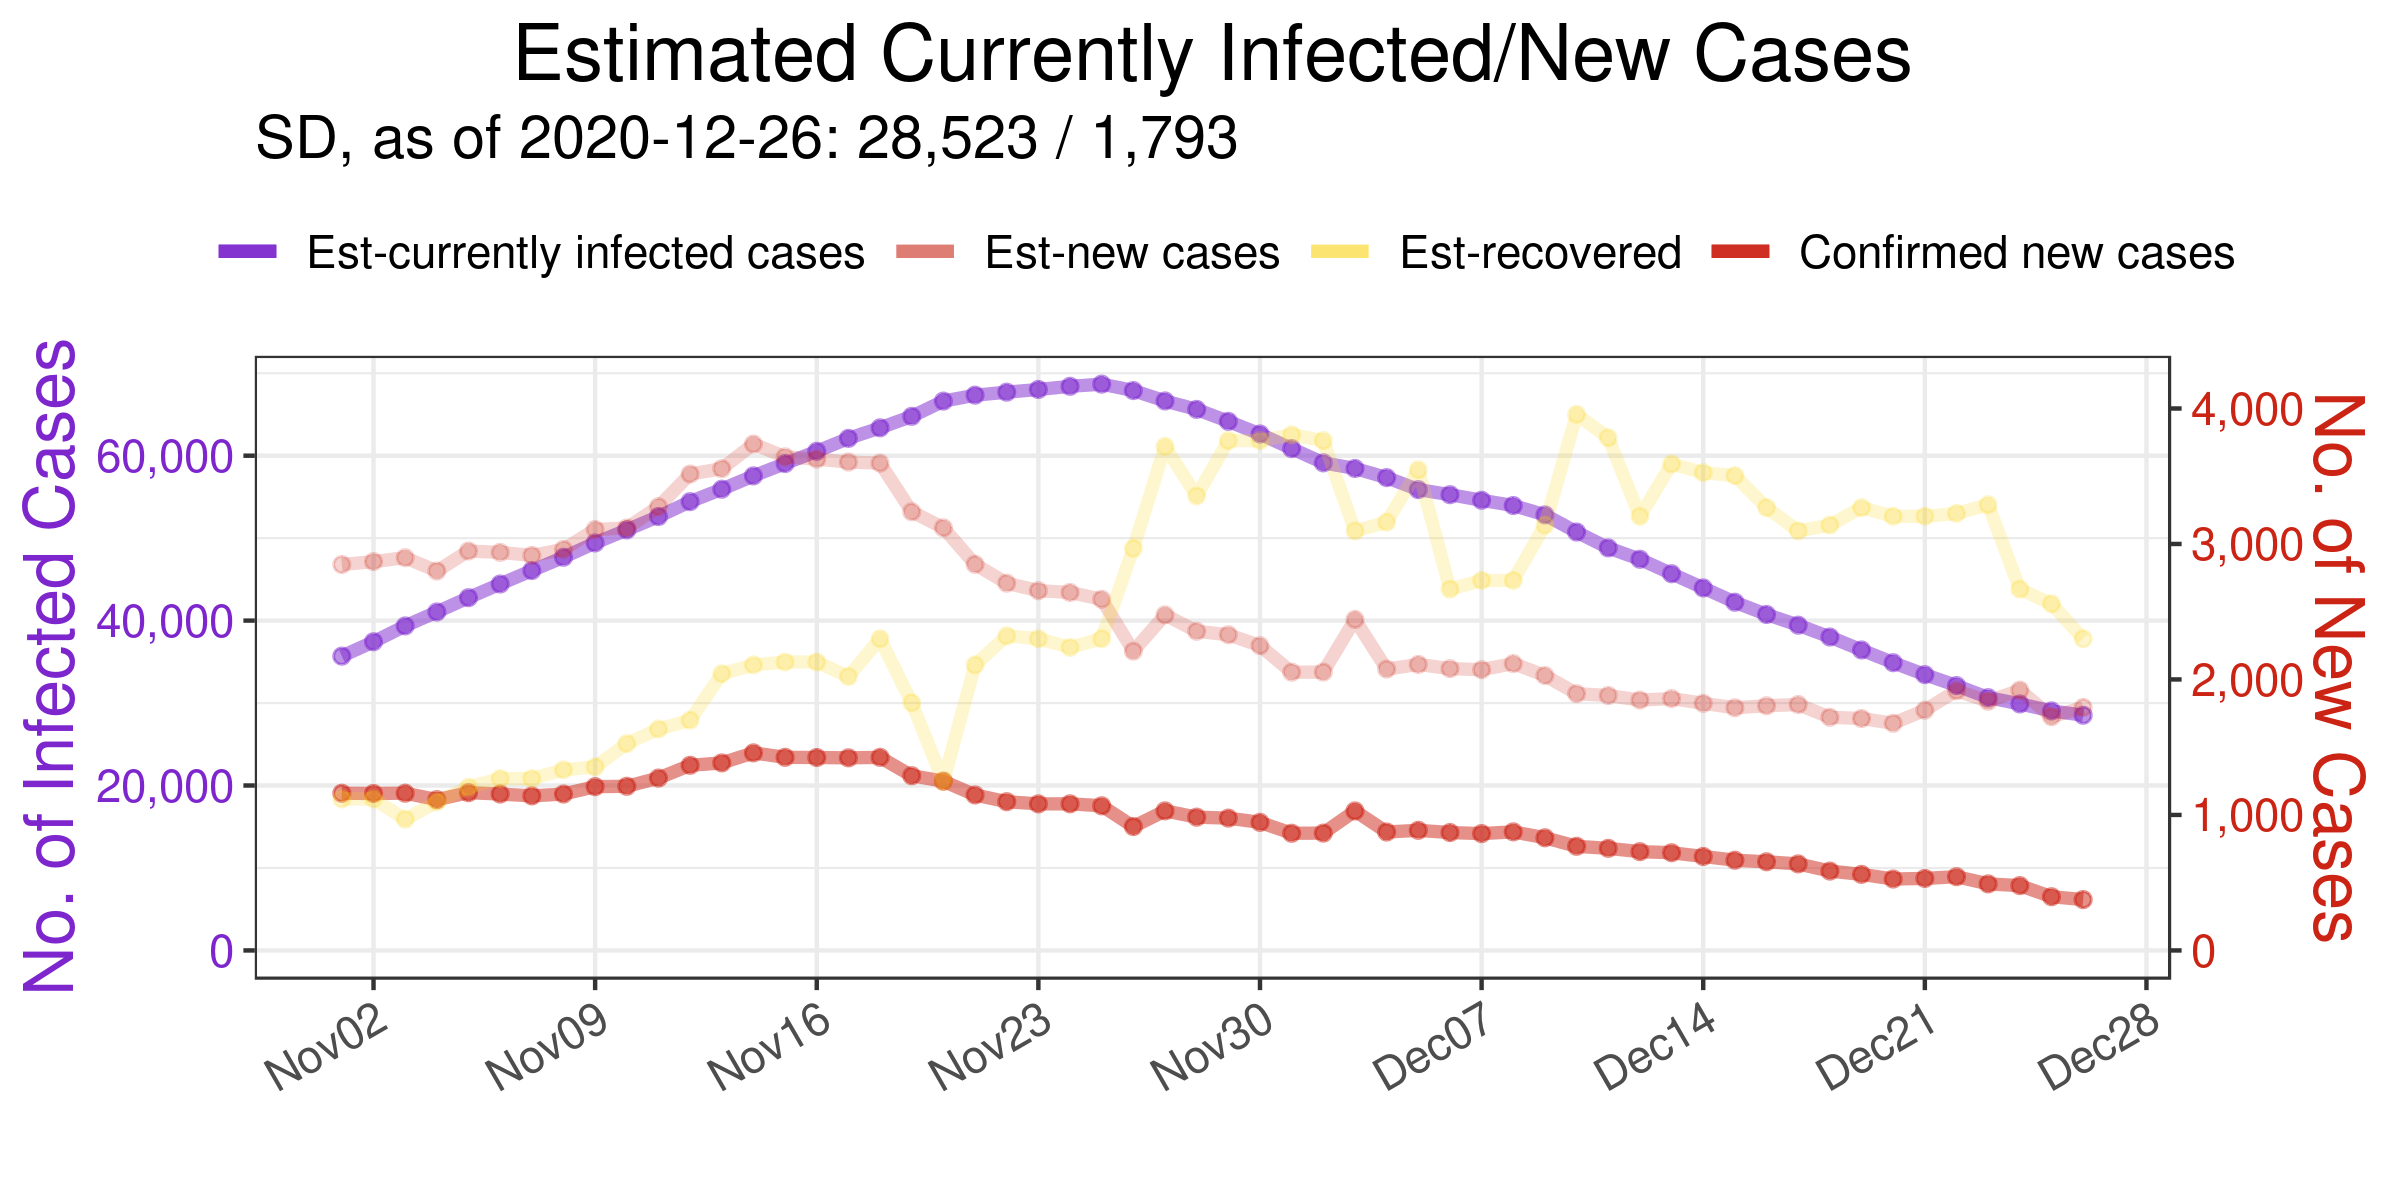 Estimated Currently Infected/New Cases
SD, as of 2020-12-26: 28,523 / 1,793
Est-currently infected cases Est-new cases Est-recovered Confirmed new cases
No. of Infected Cases
60,000
40,000
20,000
0
4,000
3,000
2,000
1,000
0
No. of New Cases
Nov02 Nov09 Nov16 Nov23 Nov30 Dec07 Dec14 Dec21 Dec28